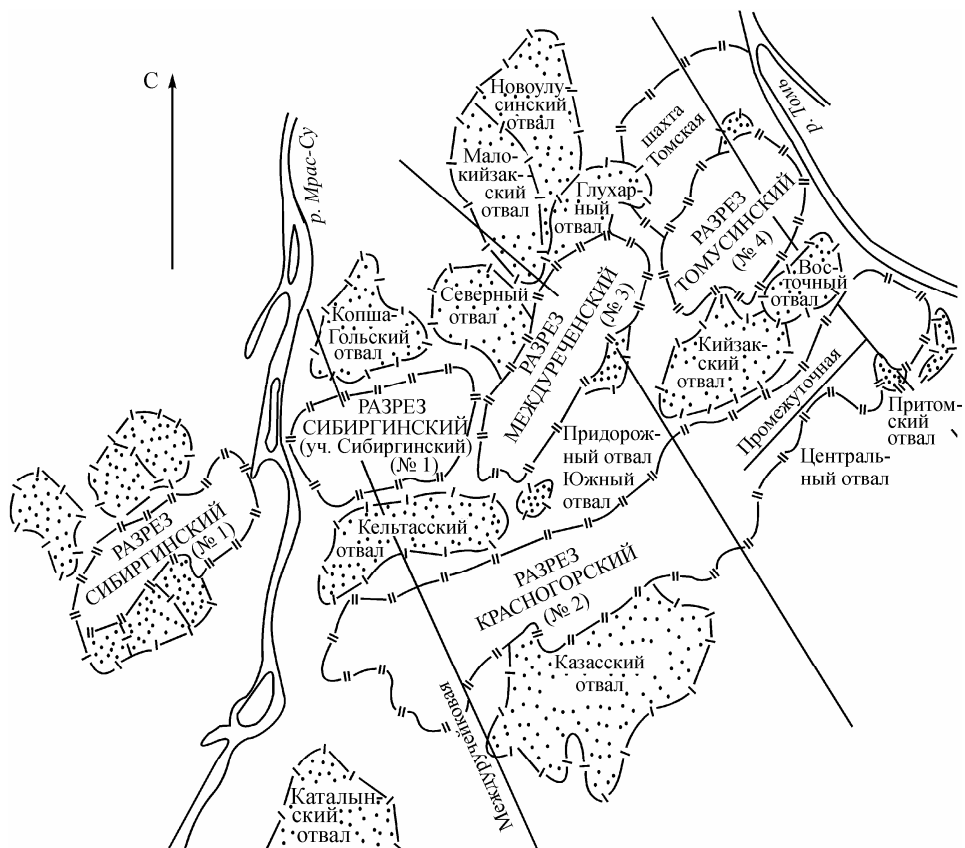 С
Новоулу-
синский
отвал
Мало-
кийзак-
ский
отвал
Глухар-
ный
отвал
шахта
Томская
р. Томь
р. Мрас-Су
РАЗРЕЗ
ТОМУСИНСКИЙ
(№ 4)
Вос-
точный
отвал
Копша-
Гольский
отвал
Северный
отвал
РАЗРЕЗ
МЕЖДУРЕЧЕНСКИЙ
(№ 3)
Кийзак-
ский
отвал
Промежуточная
Притом-
ский
отвал
РАЗРЕЗ
СИБИРГИНСКИЙ
(уч. Сибиргинский)
(№ 1)
Придорож-
ный отвал
Южный
отвал
Централь-
ный отвал
РАЗРЕЗ
СИБИРГИНСКИЙ
(№ 1)
Кельтасский
отвал
РАЗРЕЗ
КРАСНОГОРСКИЙ
(№ 2)
Казасский
отвал
Междуручейковая
Каталын-
ский
отвал